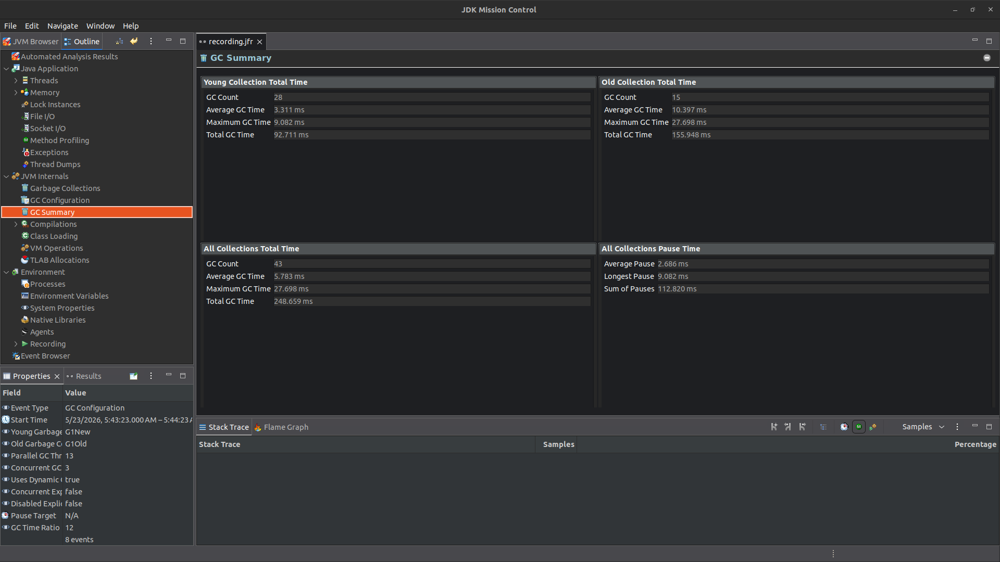 JDK Mission Control
File Edit Navigate Window Help
JVM Browser Outline
Automated Analysis Results
Java Application
Threads
Memory
Lock Instances
File I/O
Socket I/O
Method Profiling
Exceptions
Thread Dumps
JVM Internals
Garbage Collections
GC Configuration
GC Summary
Compilations
Class Loading
VM Operations
TLAB Allocations
Environment
Processes
Environment Variables
System Properties
Native Libraries
Agents
Recording
Event Browser
Properties Results
Field Value
Event Type GC Configuration
Start Time 5/23/2026, 5:43:23.000 AM – 5:44:23 A
Young Garbage G1New
Old Garbage Co G1Old
Parallel GC Thr 13
Concurrent GC 3
Uses Dynamic G true
Concurrent Exp false
Disabled Explic false
Pause Target N/A
GC Time Ratio 12
8 events
recording.jfr
GC Summary
Young Collection Total Time
GC Count 28
Average GC Time 3.311 ms
Maximum GC Time 9.082 ms
Total GC Time 92.711 ms
Old Collection Total Time
GC Count 15
Average GC Time 10.397 ms
Maximum GC Time 27.698 ms
Total GC Time 155.948 ms
All Collections Total Time
GC Count 43
Average GC Time 5.783 ms
Maximum GC Time 27.698 ms
Total GC Time 248.659 ms
All Collections Pause Time
Average Pause 2.686 ms
Longest Pause 9.082 ms
Sum of Pauses 112.820 ms
Stack Trace Flame Graph Samples
Stack Trace Samples Percentage